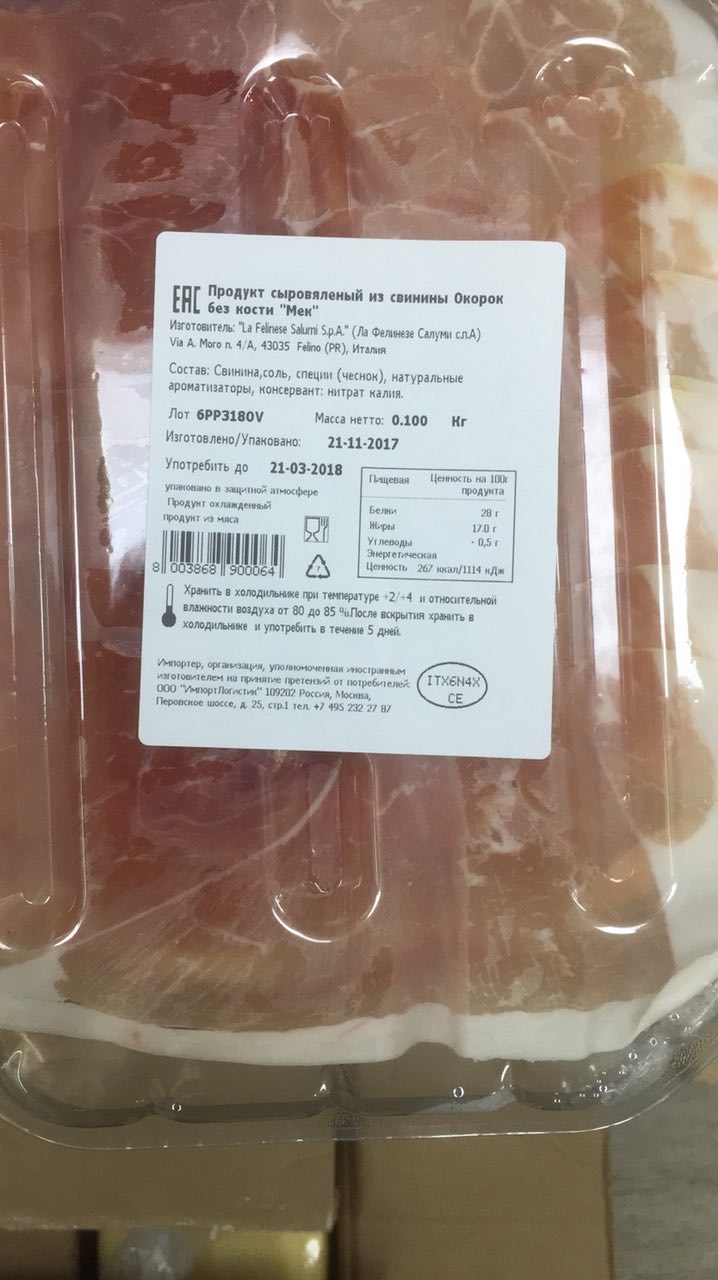 EAC Продукт сыровяленый из свинины Окорок
без кости "Мек"
Изготовитель: "La Felinese Salumi S.p.A." (Ла Фелинезе Салуми с.п.А)
Via A. Moro n. 4/A, 43035 Felino (PR), Италия
Состав: Свинина,соль, специи (чеснок), натуральные
ароматизаторы, консервант: нитрат калия.
Лот 6PP3180V Масса нетто: 0.100 Кг
Изготовлено/Упаковано: 21-11-2017
Употребить до 21-03-2018
упаковано в защитной атмосфере
Продукт охлажденный
продукт из мяса
8 003868 900064
Пищевая Ценность на 100г
продукта
Белки 28 г
Жиры 17.0 г
Углеводы - 0,5 г
Энергетическая
Ценность 267 ккал/1114 кДж
Хранить в холодильнике при температуре +2/+4 и относительной
влажности воздуха от 80 до 85 %.После вскрытия хранить в
холодильнике и употребить в течение 5 дней.
Импортер, организация, уполномоченная иностранным
изготовителем на принятие претензий от потребителей:
ООО "ИмпортЛогистик" 109202 Россия, Москва,
Перовское шоссе, д. 25, стр.1 тел. +7 495 232 27 87
ITX6N4X
CE